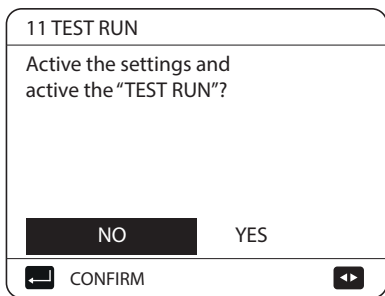 11 TEST RUN
Active the settings and
active the “TEST RUN”?
NO YES
CONFIRM